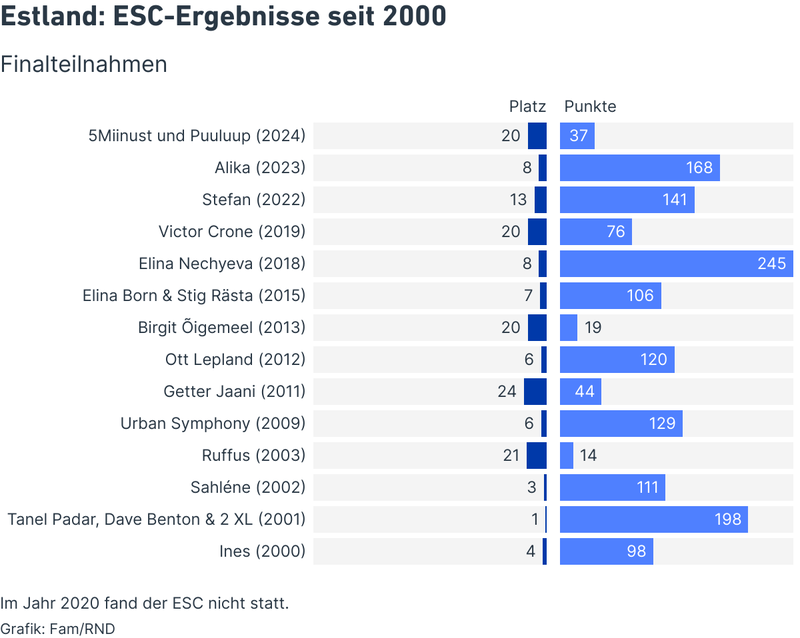 Estland: ESC-Ergebnisse seit 2000
Finalteilnahmen
Platz Punkte
5Miinust und Puuluup (2024) 20 37
Alika (2023) 8 168
Stefan (2022) 13 141
Victor Crone (2019) 20 76
Elina Nechyeva (2018) 8 245
Elina Born & Stig Rästa (2015) 7 106
Birgit Õigemeel (2013) 20 19
Ott Lepland (2012) 6 120
Getter Jaani (2011) 24 44
Urban Symphony (2009) 6 129
Ruffus (2003) 21 14
Sahléne (2002) 3 111
Tanel Padar, Dave Benton & 2 XL (2001) 1 198
Ines (2000) 4 98
Im Jahr 2020 fand der ESC nicht statt.
Grafik: Fam/RND